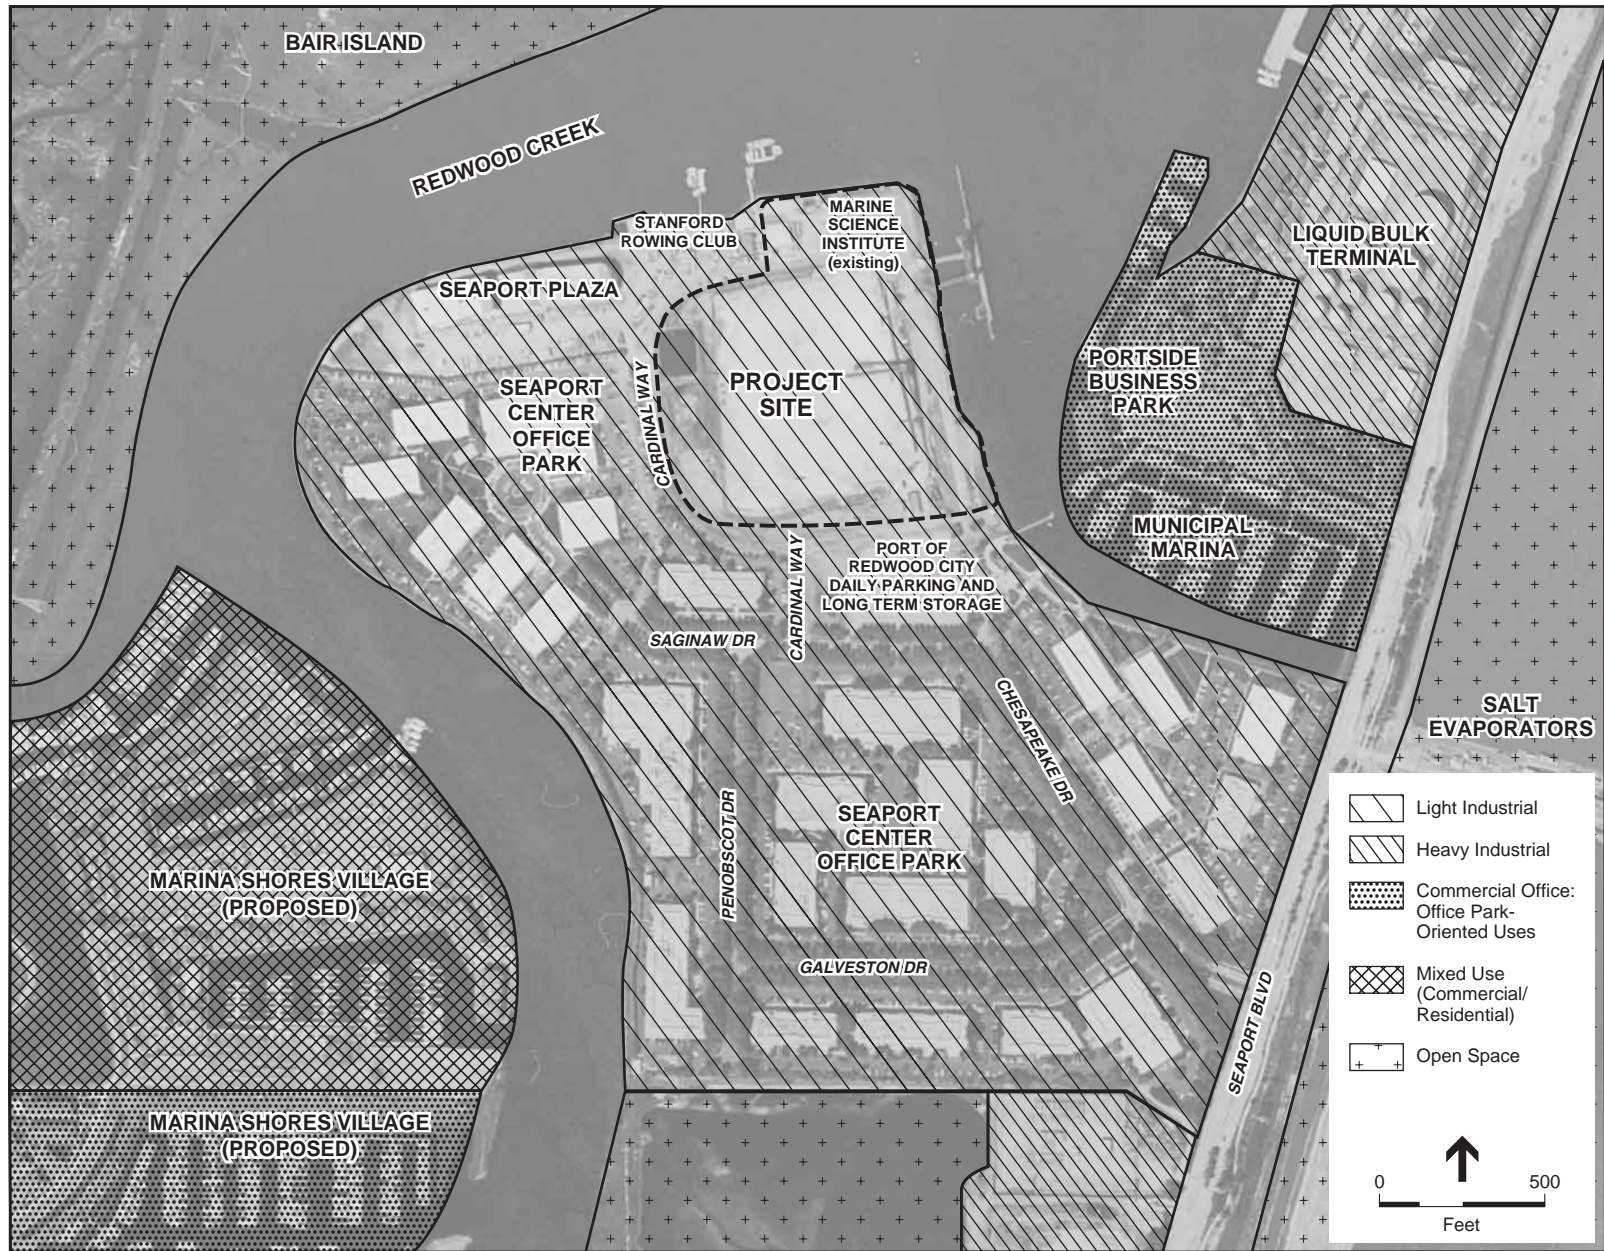 BAIR ISLAND
REDWOOD CREEK
STANFORD
ROWING CLUB
MARINE
SCIENCE
INSTITUTE
(existing)
LIQUID BULK
TERMINAL
SEAPORT PLAZA
PORTSIDE
BUSINESS
PARK
SEAPORT
CENTER
OFFICE
PARK
CARDINAL WAY
PROJECT
SITE
MUNICIPAL
MARINA
CARDINAL WAY
PORT OF
REDWOOD CITY
DAILY PARKING AND
LONG TERM STORAGE
SAGINAW DR
CHESAPEAKE DR
SALT
EVAPORATORS
PENOBSCOT DR
SEAPORT
CENTER
OFFICE PARK
MARINA SHORES VILLAGE
(PROPOSED)
GALVESTON DR
SEAPORT BLVD
MARINA SHORES VILLAGE
(PROPOSED)
Light Industrial
Heavy Industrial
Commercial Office:
Office Park-
Oriented Uses
Mixed Use
(Commercial/
Residential)
Open Space
0 500
Feet